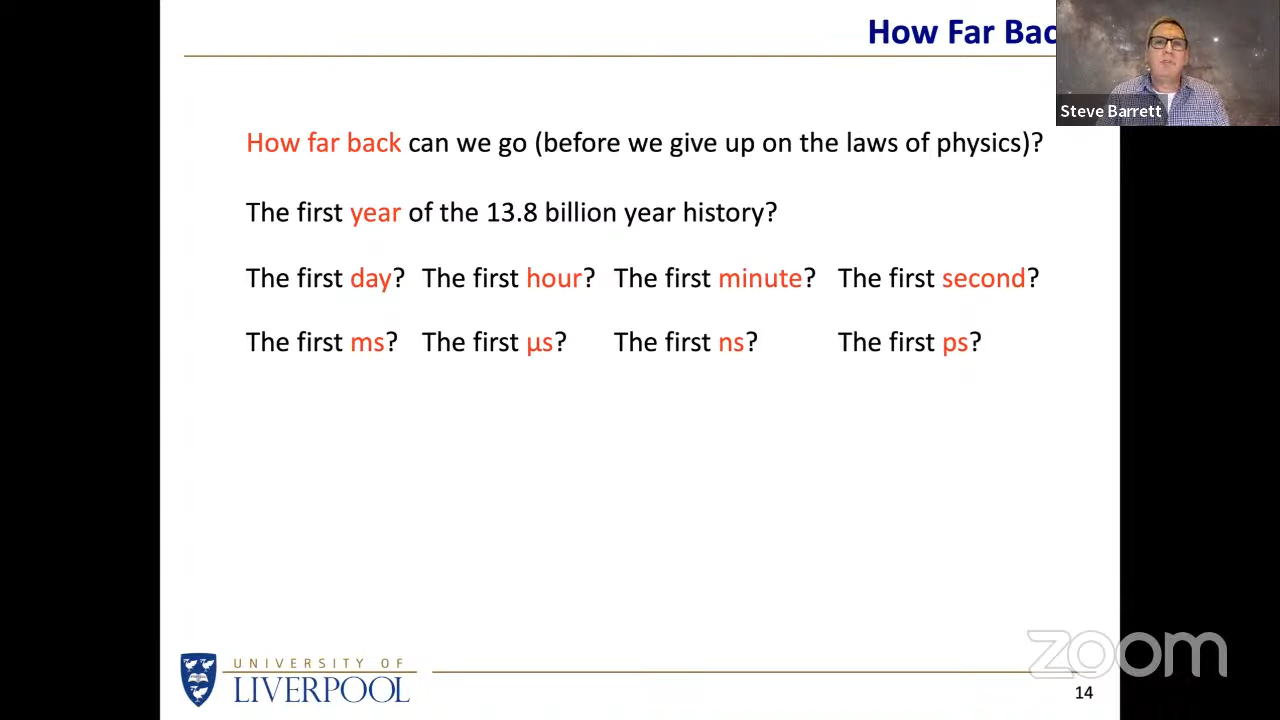 How Far Bac
Steve Barrett
How far back can we go (before we give up on the laws of physics)?
The first year of the 13.8 billion year history?
The first day? The first hour? The first minute? The first second?
The first ms? The first µs? The first ns? The first ps?
UNIVERSITY OF
LIVERPOOL
zoom
14